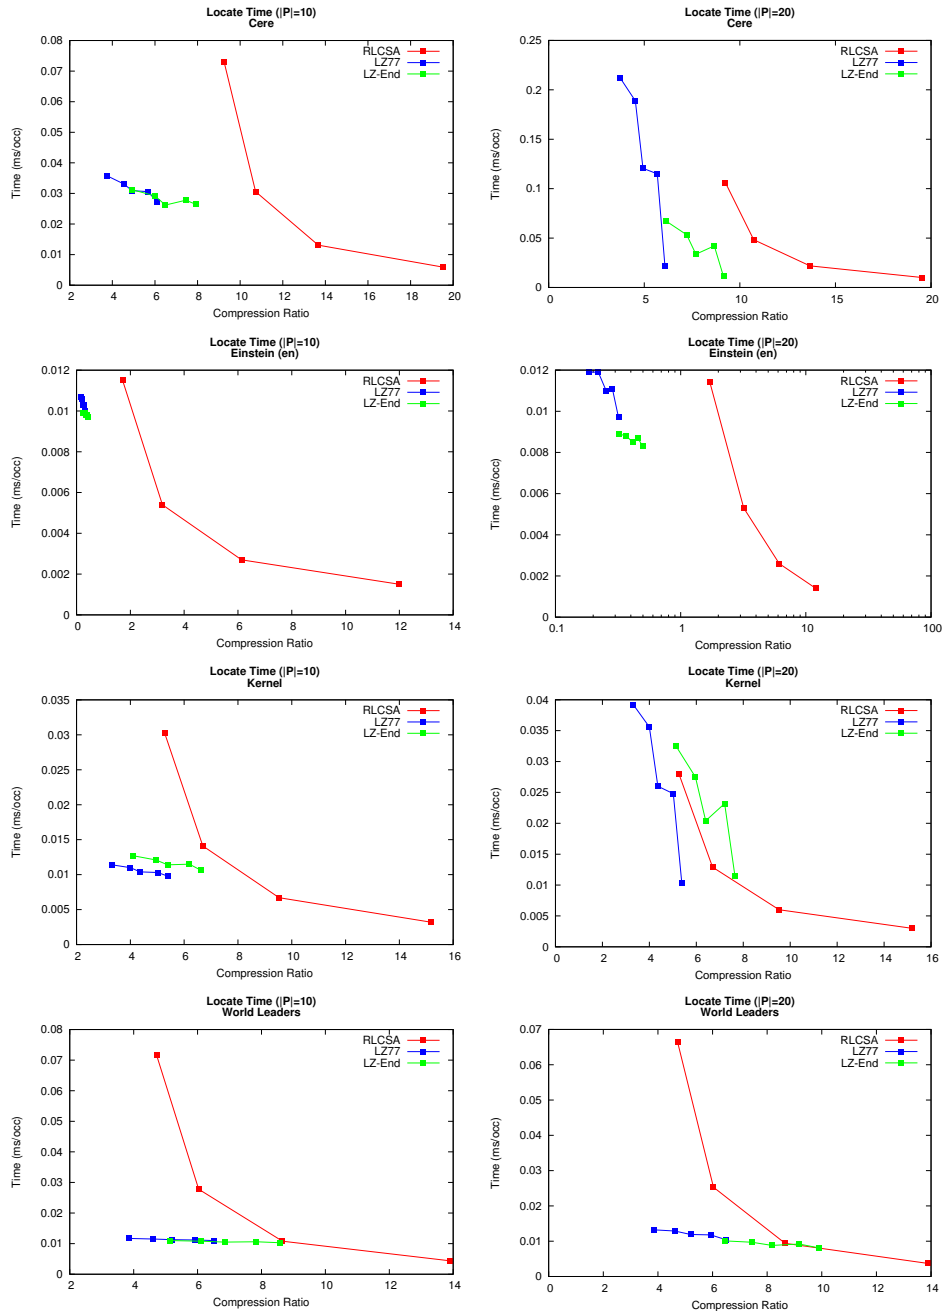 Locate Time (|P|=10)
Cere
RLCSA
LZ77
LZ-End
Time (ms/occ)
0.08
0.07
0.06
0.05
0.04
0.03
0.02
0.01
0
2 4 6 8 10 12 14 16 18 20
Compression Ratio
Locate Time (|P|=20)
Cere
RLCSA
LZ77
LZ-End
Time (ms/occ)
0.25
0.2
0.15
0.1
0.05
0
0 5 10 15 20
Compression Ratio
Locate Time (|P|=10)
Einstein (en)
RLCSA
LZ77
LZ-End
Time (ms/occ)
0.012
0.01
0.008
0.006
0.004
0.002
0
0 2 4 6 8 10 12 14
Compression Ratio
Locate Time (|P|=20)
Einstein (en)
RLCSA
LZ77
LZ-End
Time (ms/occ)
0.012
0.01
0.008
0.006
0.004
0.002
0
0.1 1 10 100
Compression Ratio
Locate Time (|P|=10)
Kernel
RLCSA
LZ77
LZ-End
Time (ms/occ)
0.035
0.03
0.025
0.02
0.015
0.01
0.005
0
2 4 6 8 10 12 14 16
Compression Ratio
Locate Time (|P|=20)
Kernel
RLCSA
LZ77
LZ-End
Time (ms/occ)
0.04
0.035
0.03
0.025
0.02
0.015
0.01
0.005
0
0 2 4 6 8 10 12 14 16
Compression Ratio
Locate Time (|P|=10)
World Leaders
RLCSA
LZ77
LZ-End
Time (ms/occ)
0.08
0.07
0.06
0.05
0.04
0.03
0.02
0.01
0
2 4 6 8 10 12 14
Compression Ratio
Locate Time (|P|=20)
World Leaders
RLCSA
LZ77
LZ-End
Time (ms/occ)
0.07
0.06
0.05
0.04
0.03
0.02
0.01
0
0 2 4 6 8 10 12 14
Compression Ratio